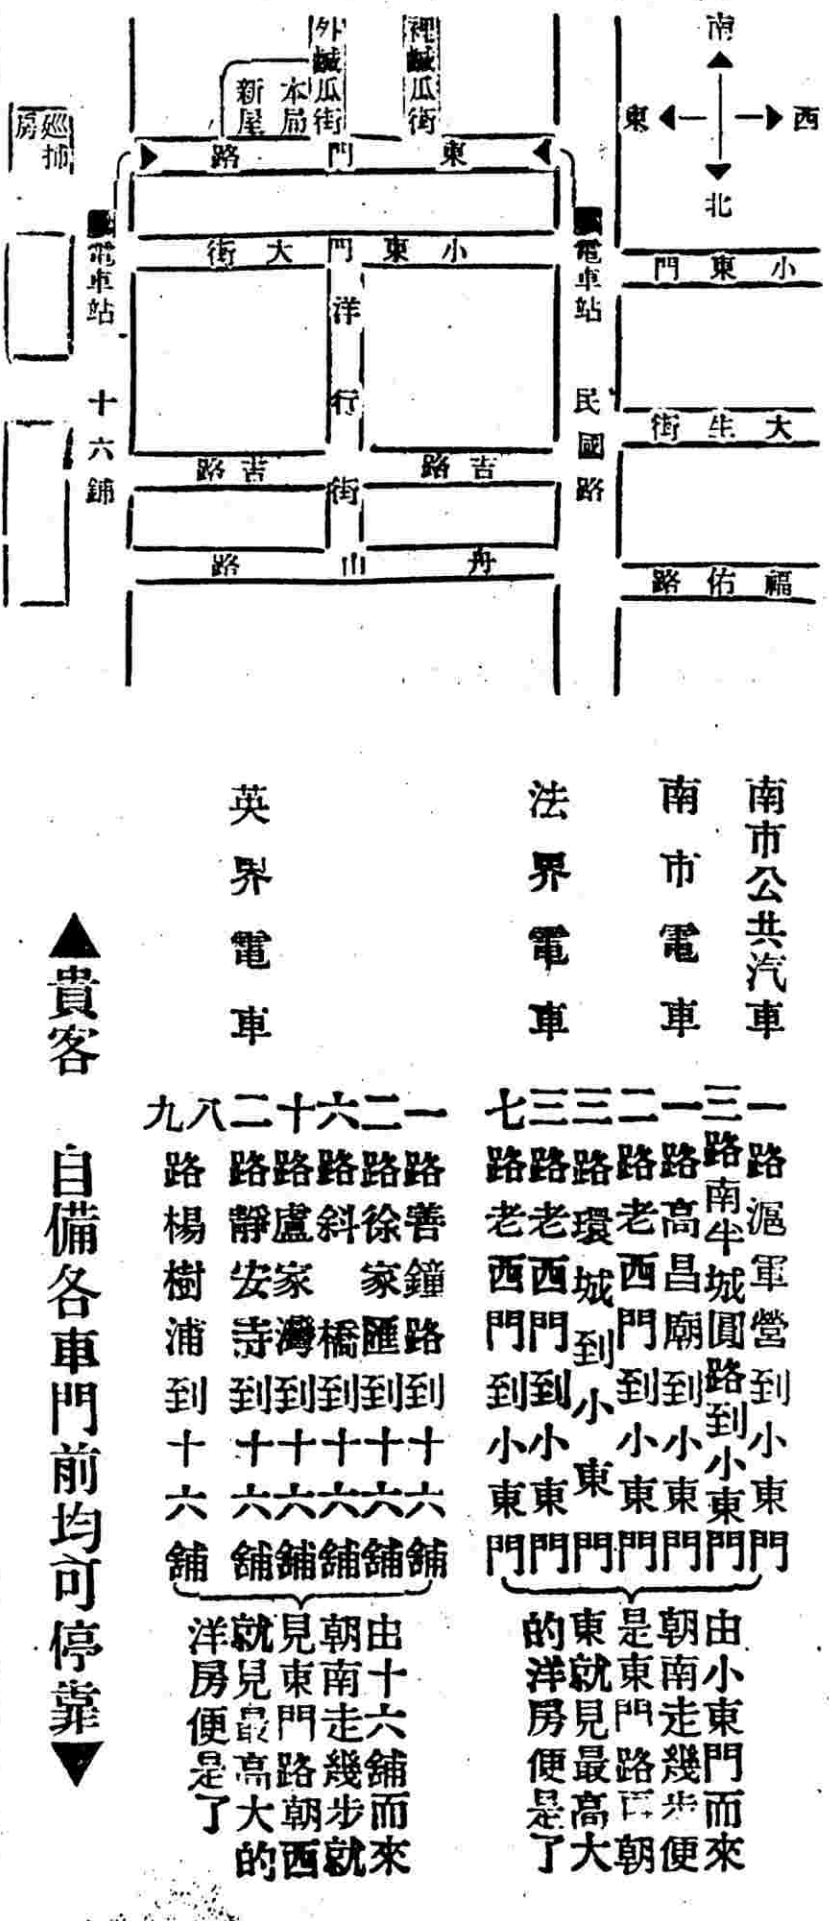 南
西
東
北
裡鹹瓜街
外鹹瓜街
本局
新屋
巡捕
房
東門路
電車站
電車站
小東門大街
小東門
洋行街
民國路
十六鋪
大生街
吉路
吉路
舟山路
福佑路
南市公共汽車
一路滬軍營到小東門
三路南半城圓路到小東門
南市電車
一路高昌廟到小東門
二路老西門到小東門
三路環城到小東門
法界電車
三路老西門到小東門
七路老西門到小東門
由小東門而來
朝南走幾步便
是東門路再朝
東就見最高大
的洋房便是了
英界電車
一路善鐘路到十六舖
二路徐家匯到十六舖
六路斜橋到十六舖
十路盧家灣到十六舖
二路靜安寺到十六舖
八九路楊樹浦到十六舖
由十六舖而來
朝南走幾步就
見東門路朝西
就見最高大的
洋房便是了
▲貴客 自備各車門前均可停靠▼